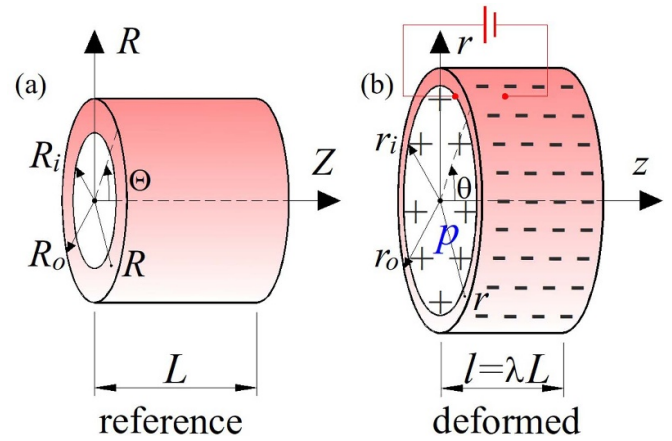 R
(a)
R_i
Θ
Z
R_o
R
L
reference
r
(b)
r_i
θ
z
p
r_o
r
l=λL
deformed